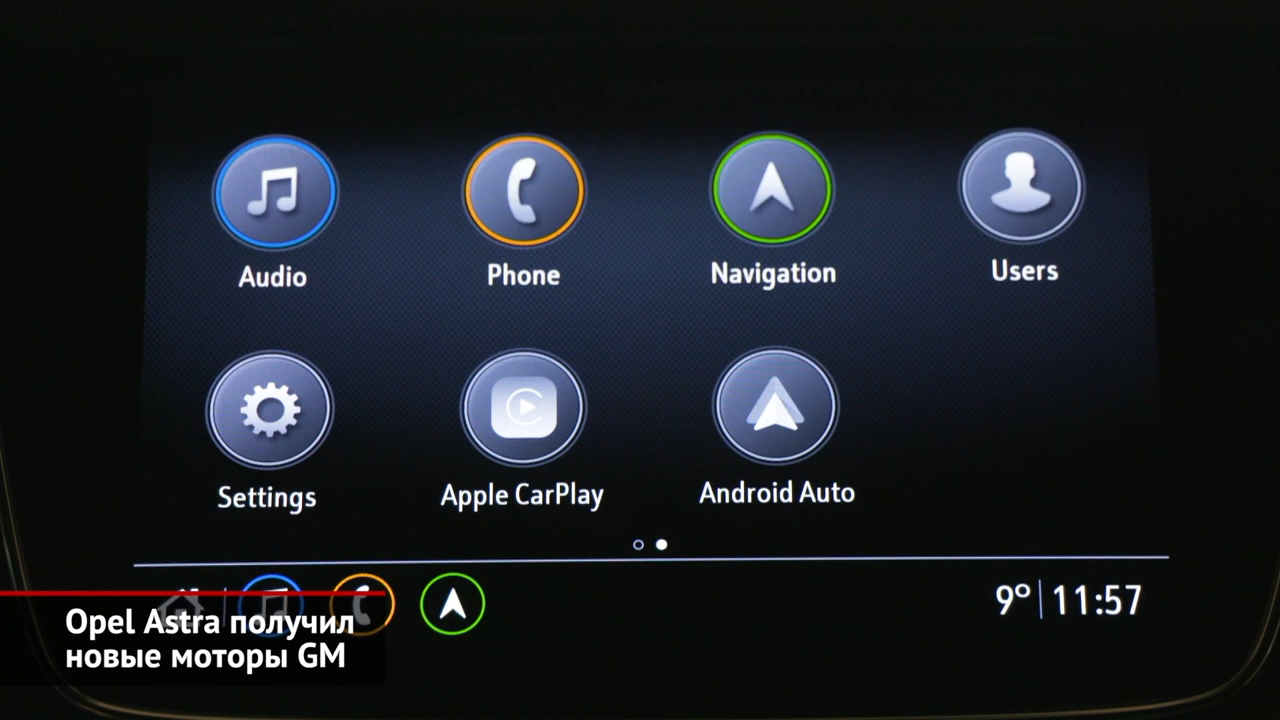 Audio
Phone
Navigation
Users
Settings
Apple CarPlay
Android Auto
9° 11:57
Opel Astra получил
новые моторы GM